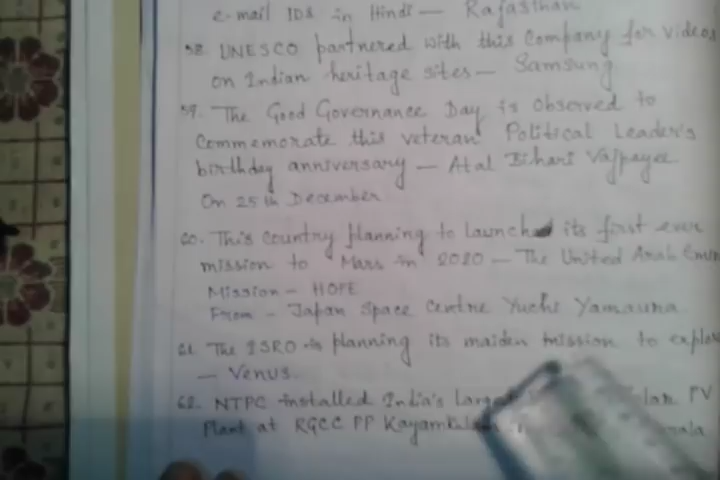 e-mail IDs in Hindi — Rajasthan
58. UNESCO partnered with this Company for videos
on Indian heritage sites — Samsung
59. The Good Governance Day is observed to
commemorate this veteran Political Leader's
birthday anniversary — Atal Bihari Vajpayee
On 25th December
60. This Country planning to launch its first ever
mission to Mars in 2020 — The United Arab
Mission — HOPE
From — Japan Space Centre
61. The ISRO is planning its maiden mission to
— Venus.
62. NTPC installed India's PV
Plant at RGCC PP